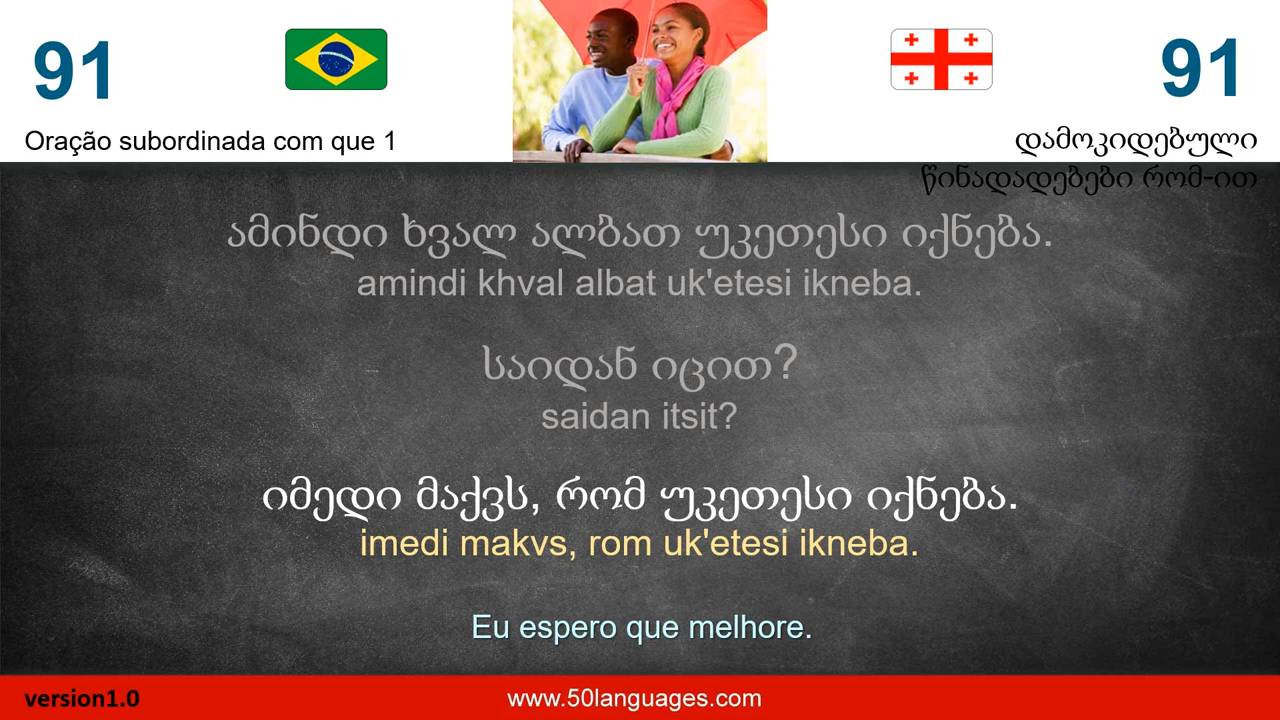 91
91
Oração subordinada com que 1
დამოკიდებული
წინადადებები რომ-ით
ამინდი ხვალ ალბათ უკეთესი იქნება.
amindi khval albat uk'etesi ikneba.
საიდან იცით?
saidan itsit?
იმედი მაქვს, რომ უკეთესი იქნება.
imedi makvs, rom uk'etesi ikneba.
Eu espero que melhore.
version1.0
www.50languages.com